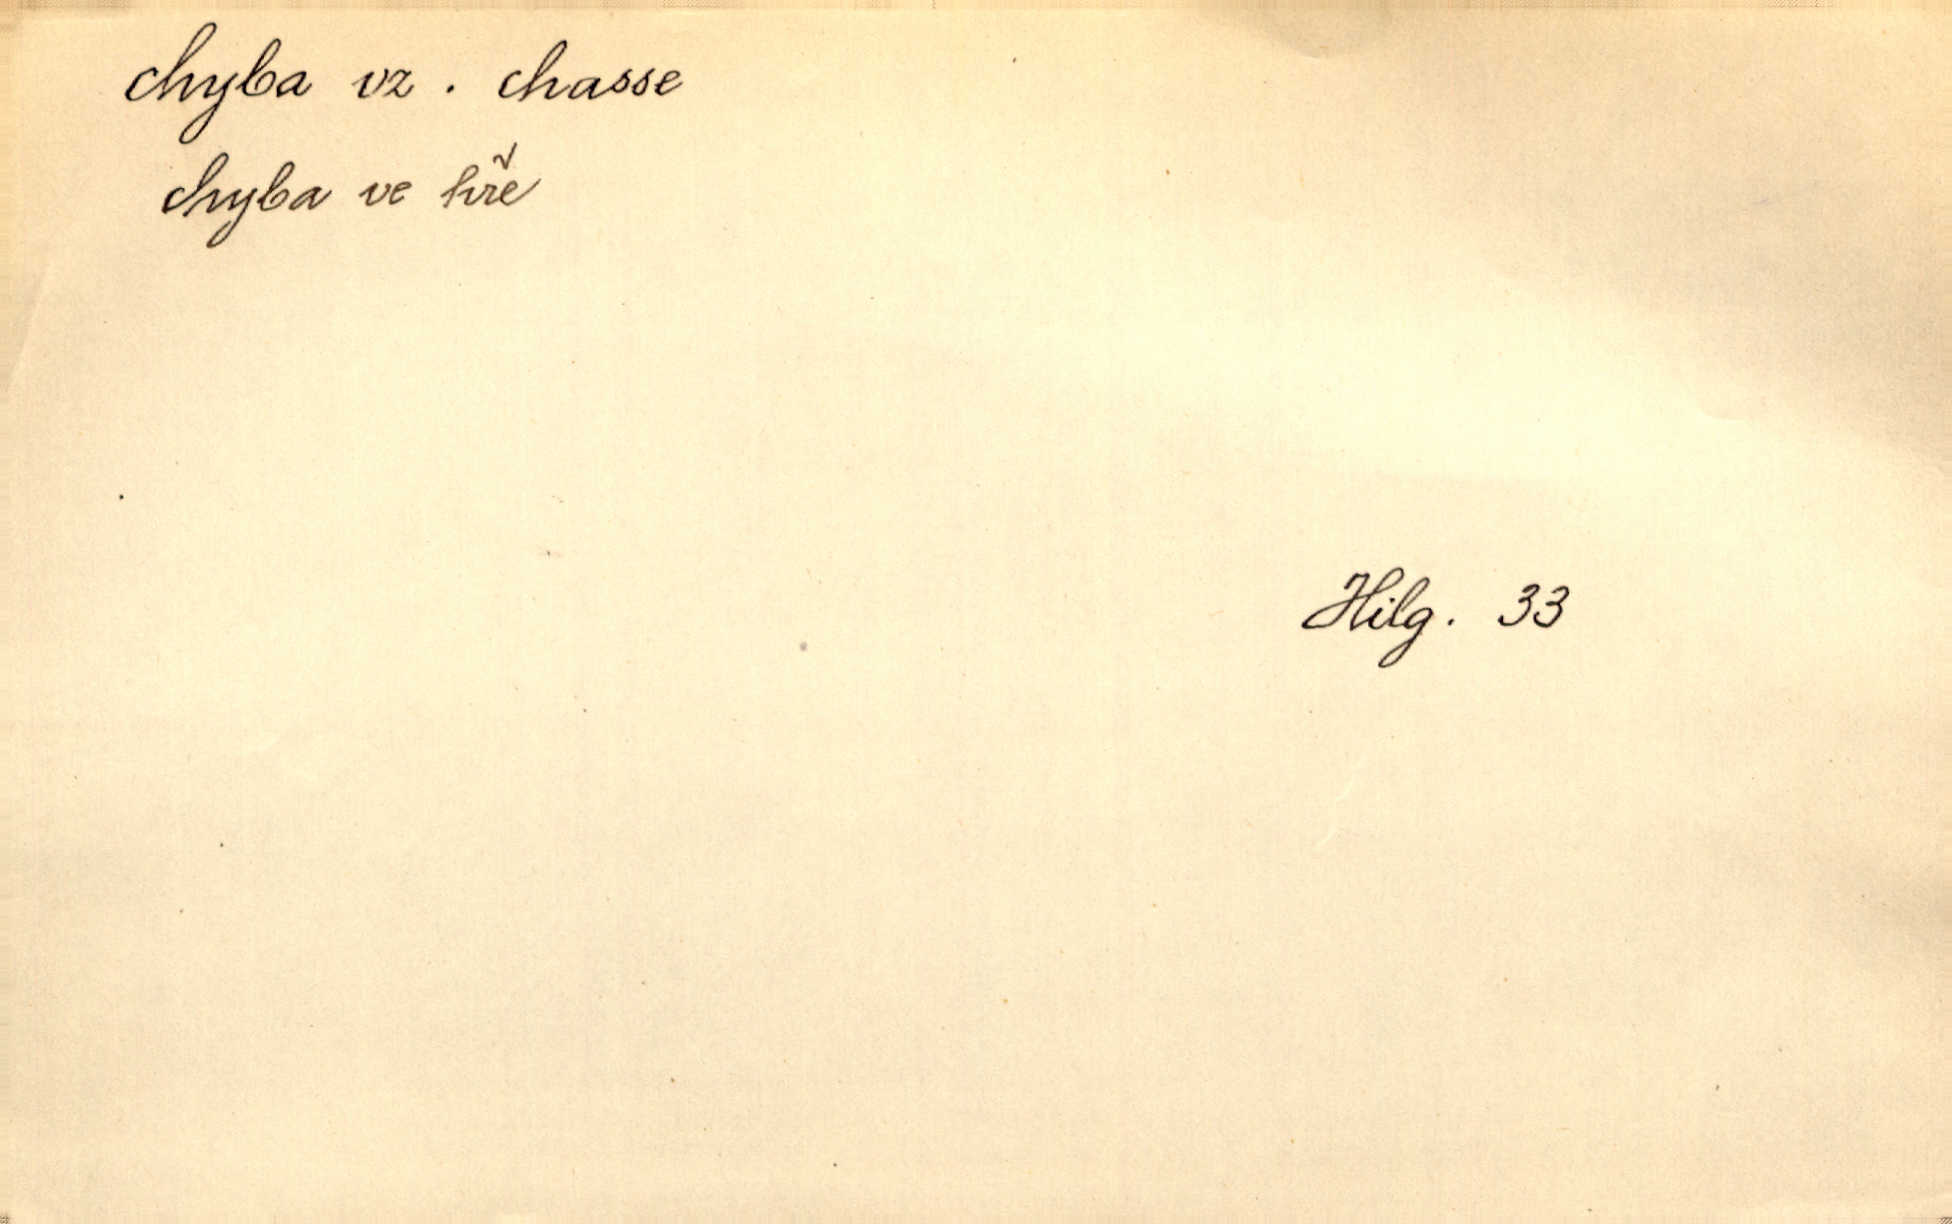 chyba vz. chasse
chyba ve hře
Hilg. 33